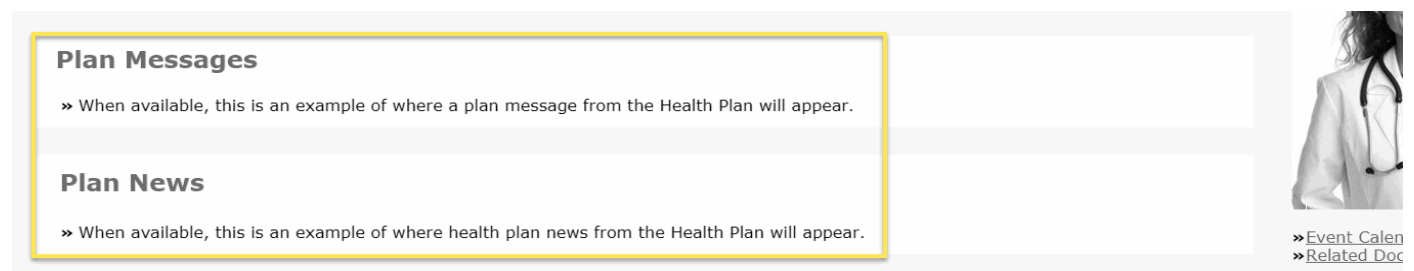 Plan Messages
» When available, this is an example of where a plan message from the Health Plan will appear.
Plan News
» When available, this is an example of where health plan news from the Health Plan will appear.
» Event
» Related